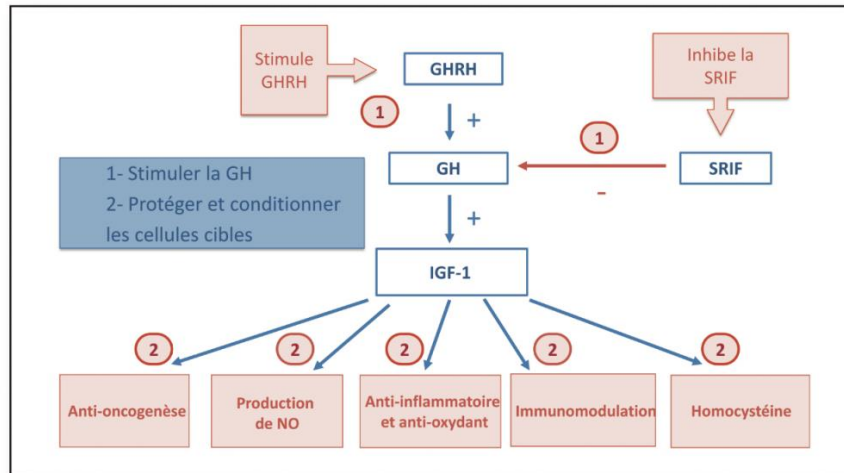 Stimule
GHRH
GHRH
Inhibe la
SRIF
1
+
1
GH
SRIF
-
1- Stimuler la GH
2- Protéger et conditionner
les cellules cibles
+
IGF-1
2
2
2
2
2
Anti-oncogenèse
Production
de NO
Anti-inflammatoire
et anti-oxydant
Immunomodulation
Homocystéine